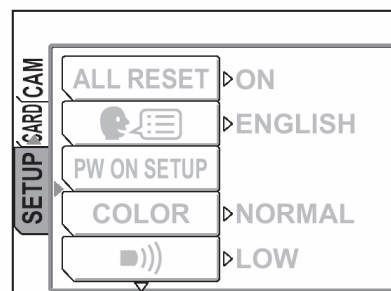 CAM
CARD
SETUP
ALL RESET ON
ENGLISH
PW ON SETUP
COLOR NORMAL
LOW